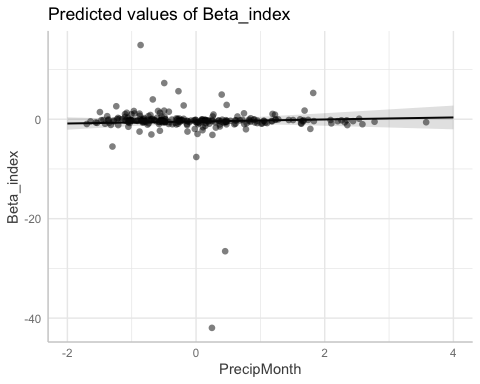 Predicted values of Beta_index
0
-20
-40
Beta_index
-2
0
2
4
PrecipMonth